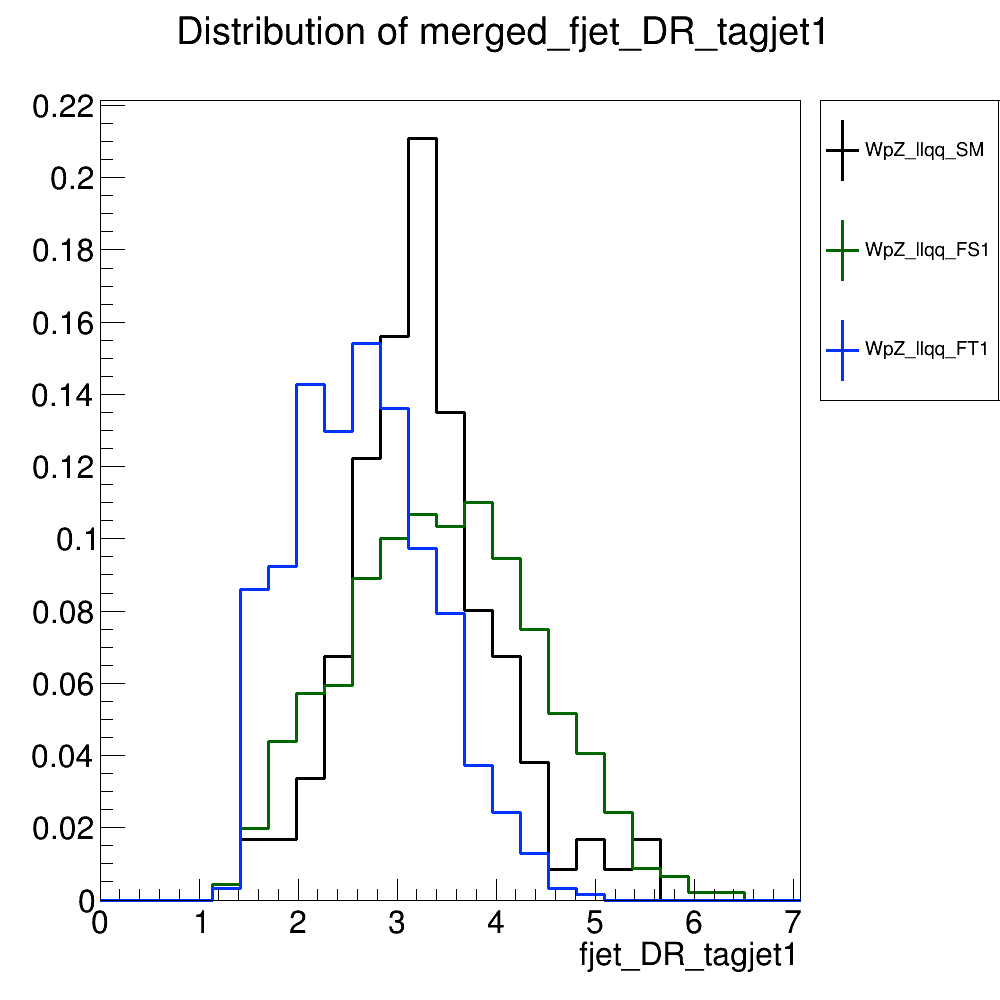 Distribution of merged_fjet_DR_tagjet1
0.22
0.2
0.18
0.16
0.14
0.12
0.1
0.08
0.06
0.04
0.02
0
0 1 2 3 4 5 6 7
fjet_DR_tagjet1
WpZ_llqq_SM
WpZ_llqq_FS1
WpZ_llqq_FT1